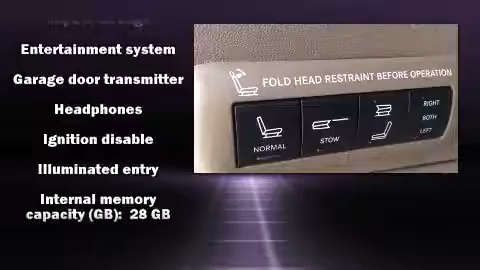 Entertainment system
Garage door transmitter
Headphones
Ignition disable
Illuminated entry
Internal memory
capacity (GB): 28 GB
FOLD HEAD RESTRAINT BEFORE OPERATION
NORMAL
STOW
RIGHT
BOTH
LEFT